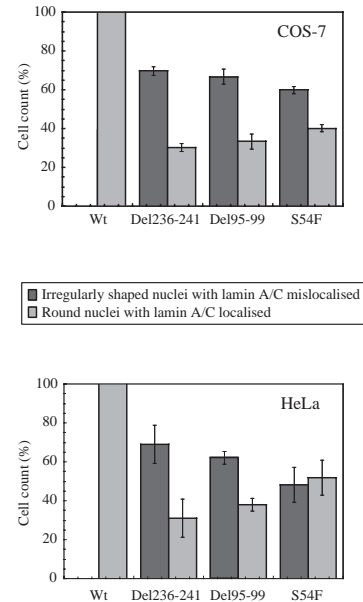 COS-7
100
80
60
40
20
0
Cell count (%)
Wt Del236-241 Del95-99 S54F
Irregularly shaped nuclei with lamin A/C mislocalised
Round nuclei with lamin A/C localised
HeLa
100
80
60
40
20
0
Cell count (%)
Wt Del236-241 Del95-99 S54F